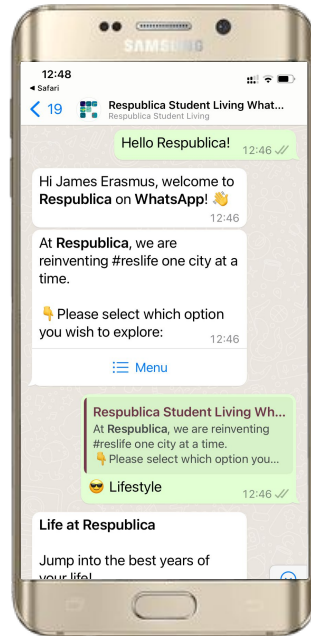 SAMSUNG
12:48
◀ Safari
19
Respublica Student Living What...
Respublica Student Living
Hello Respublica!
12:46
Hi James Erasmus, welcome to
Respublica on WhatsApp! 👋
12:46
At Respublica, we are
reinventing #reslife one city at a
time.
👇Please select which option
you wish to explore:
12:46
Menu
Respublica Student Living Wh...
At Respublica, we are reinventing
#reslife one city at a time.
👇Please select which option you...
😎 Lifestyle
12:46
Life at Respublica
Jump into the best years of
your life!